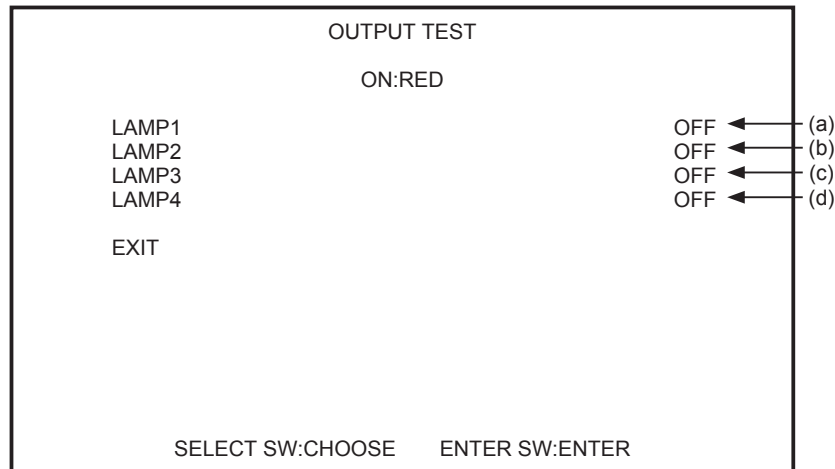 OUTPUT TEST
ON:RED
LAMP1 OFF (a)
LAMP2 OFF (b)
LAMP3 OFF (c)
LAMP4 OFF (d)
EXIT
SELECT SW:CHOOSE ENTER SW:ENTER